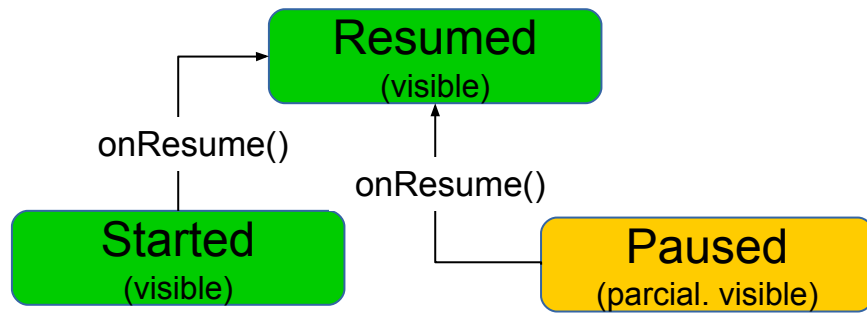 Resumed
(visible)
onResume()
onResume()
Started
(visible)
Paused
(parcial. visible)